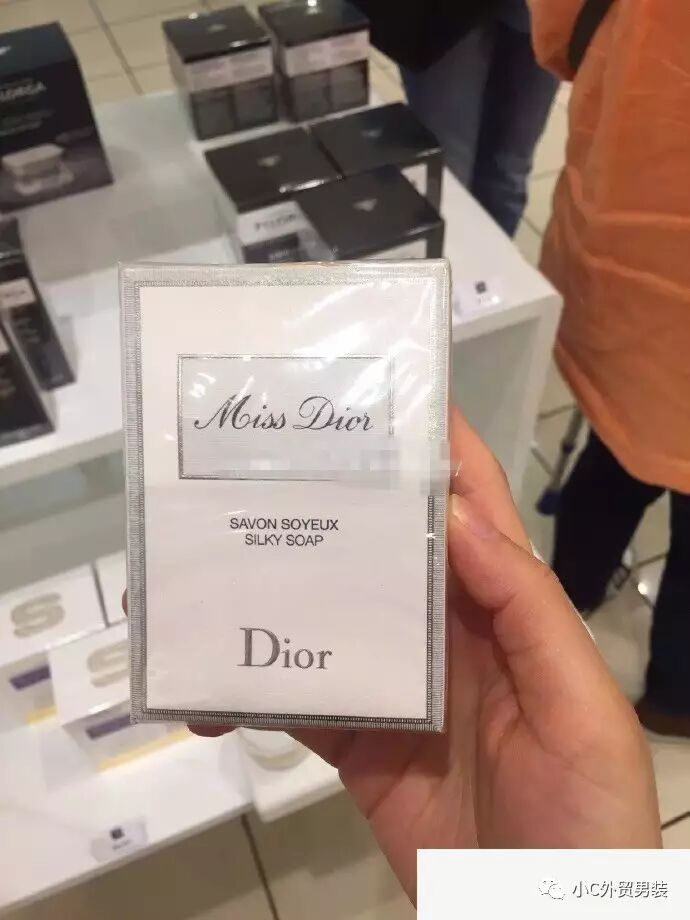 Miss Dior
SAVON SOYEUX
SILKY SOAP
Dior
小C外贸男装